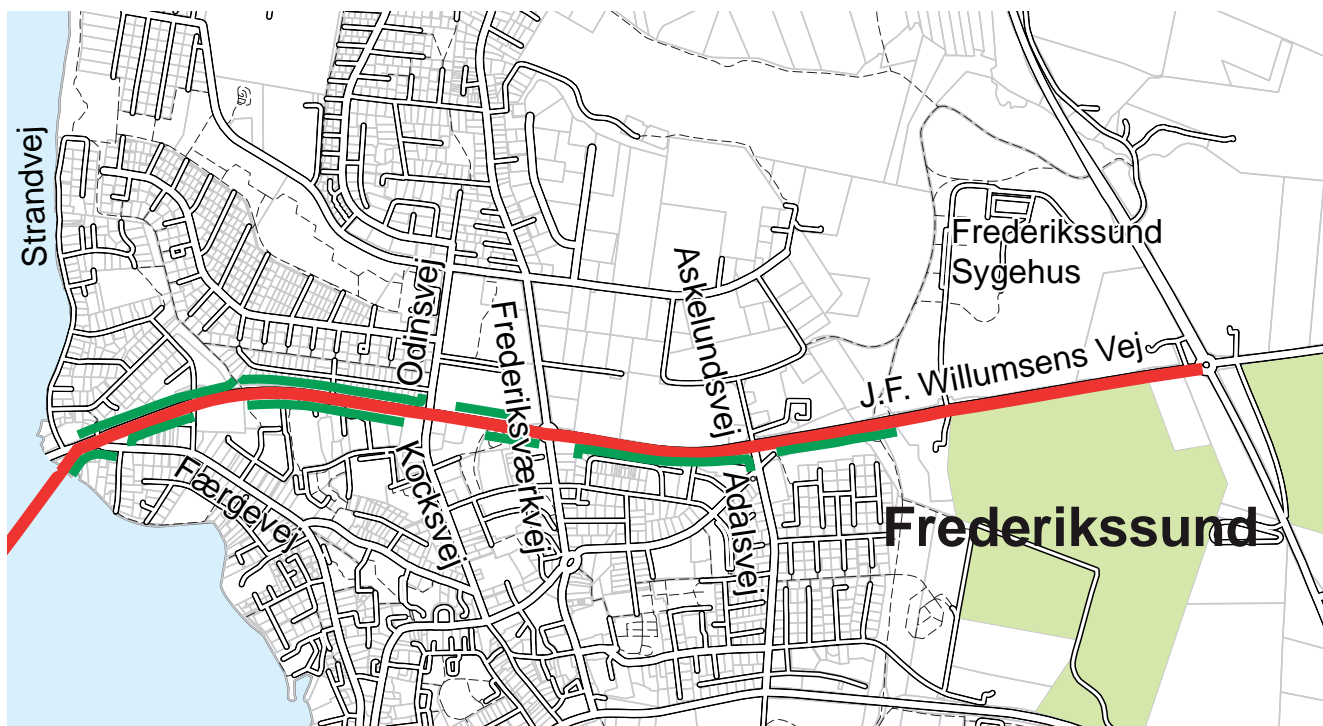 Strandvej
Odinsvej
Frederiksværkvej
Askelundsvej
Frederikssund
Sygehus
J.F. Willumsens Vej
Færgevej
Kocksvej
Ådalsvej
Frederikssund